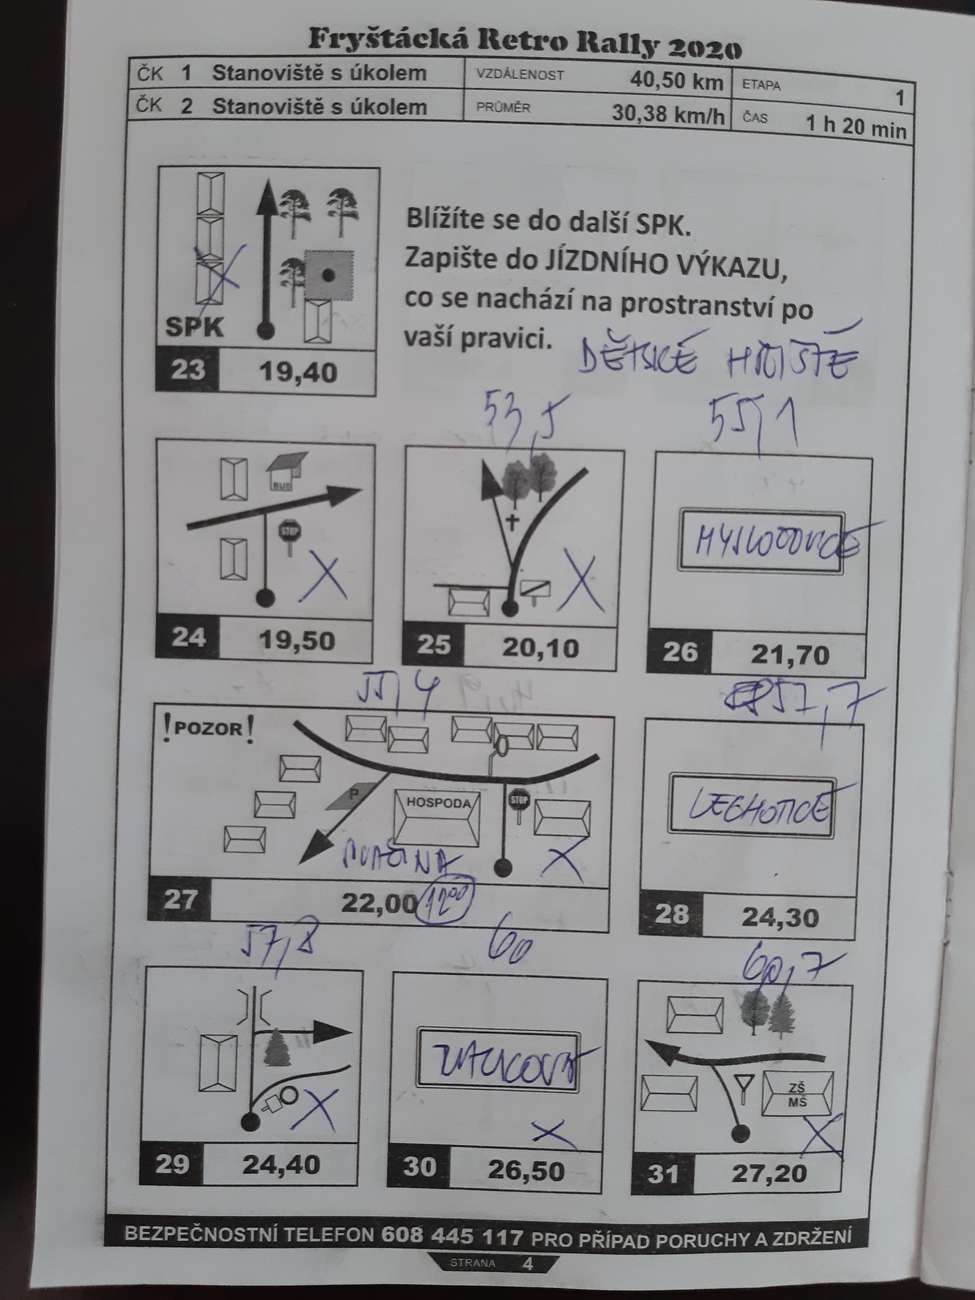 Fryštácká Retro Rally 2020
ČK 1 Stanoviště s úkolem VZDÁLENOST 40,50 km ETAPA 1
ČK 2 Stanoviště s úkolem PRŮMĚR 30,38 km/h ČAS 1 h 20 min
Blížíte se do další SPK.
Zapište do JÍZDNÍHO VÝKAZU,
co se nachází na prostranství po
vaší pravici.
DĚTSKÉ HŘIŠTĚ
SPK
23 19,40
53,5 55,1
BUS
STOP
MYSLOČOVICE
24 19,50
25 20,10
26 21,70
55,4 57,7
!POZOR!
P
HOSPODA
STOP
LECHOTICE
27 22,00 1200
28 24,30
57,8 60 60,7
ZŠ
MŠ
29 24,40
30 26,50
31 27,20
BEZPEČNOSTNÍ TELEFON 608 445 117 PRO PŘÍPAD PORUCHY A ZDRŽENÍ
STRANA 4